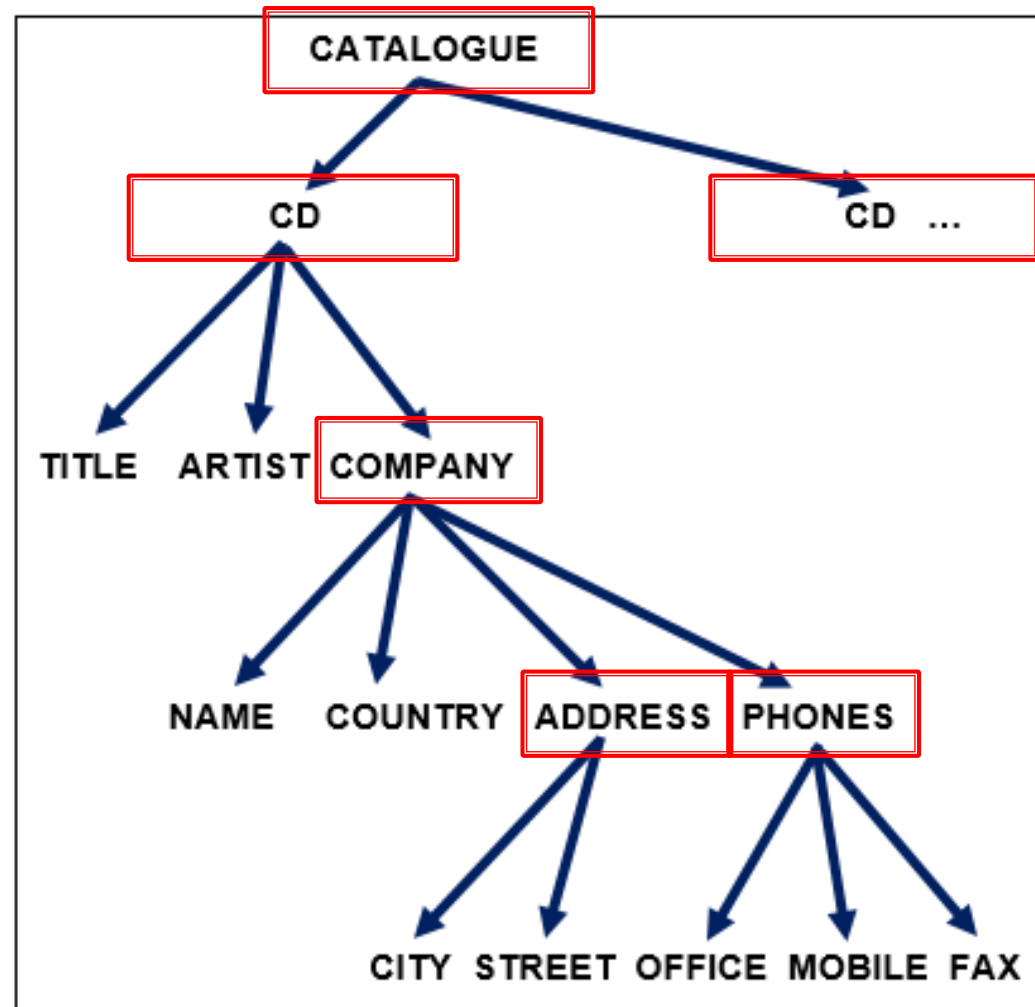 CATALOGUE
CD CD ...
TITLE ARTIST COMPANY
NAME COUNTRY ADDRESS PHONES
CITY STREET OFFICE MOBILE FAX